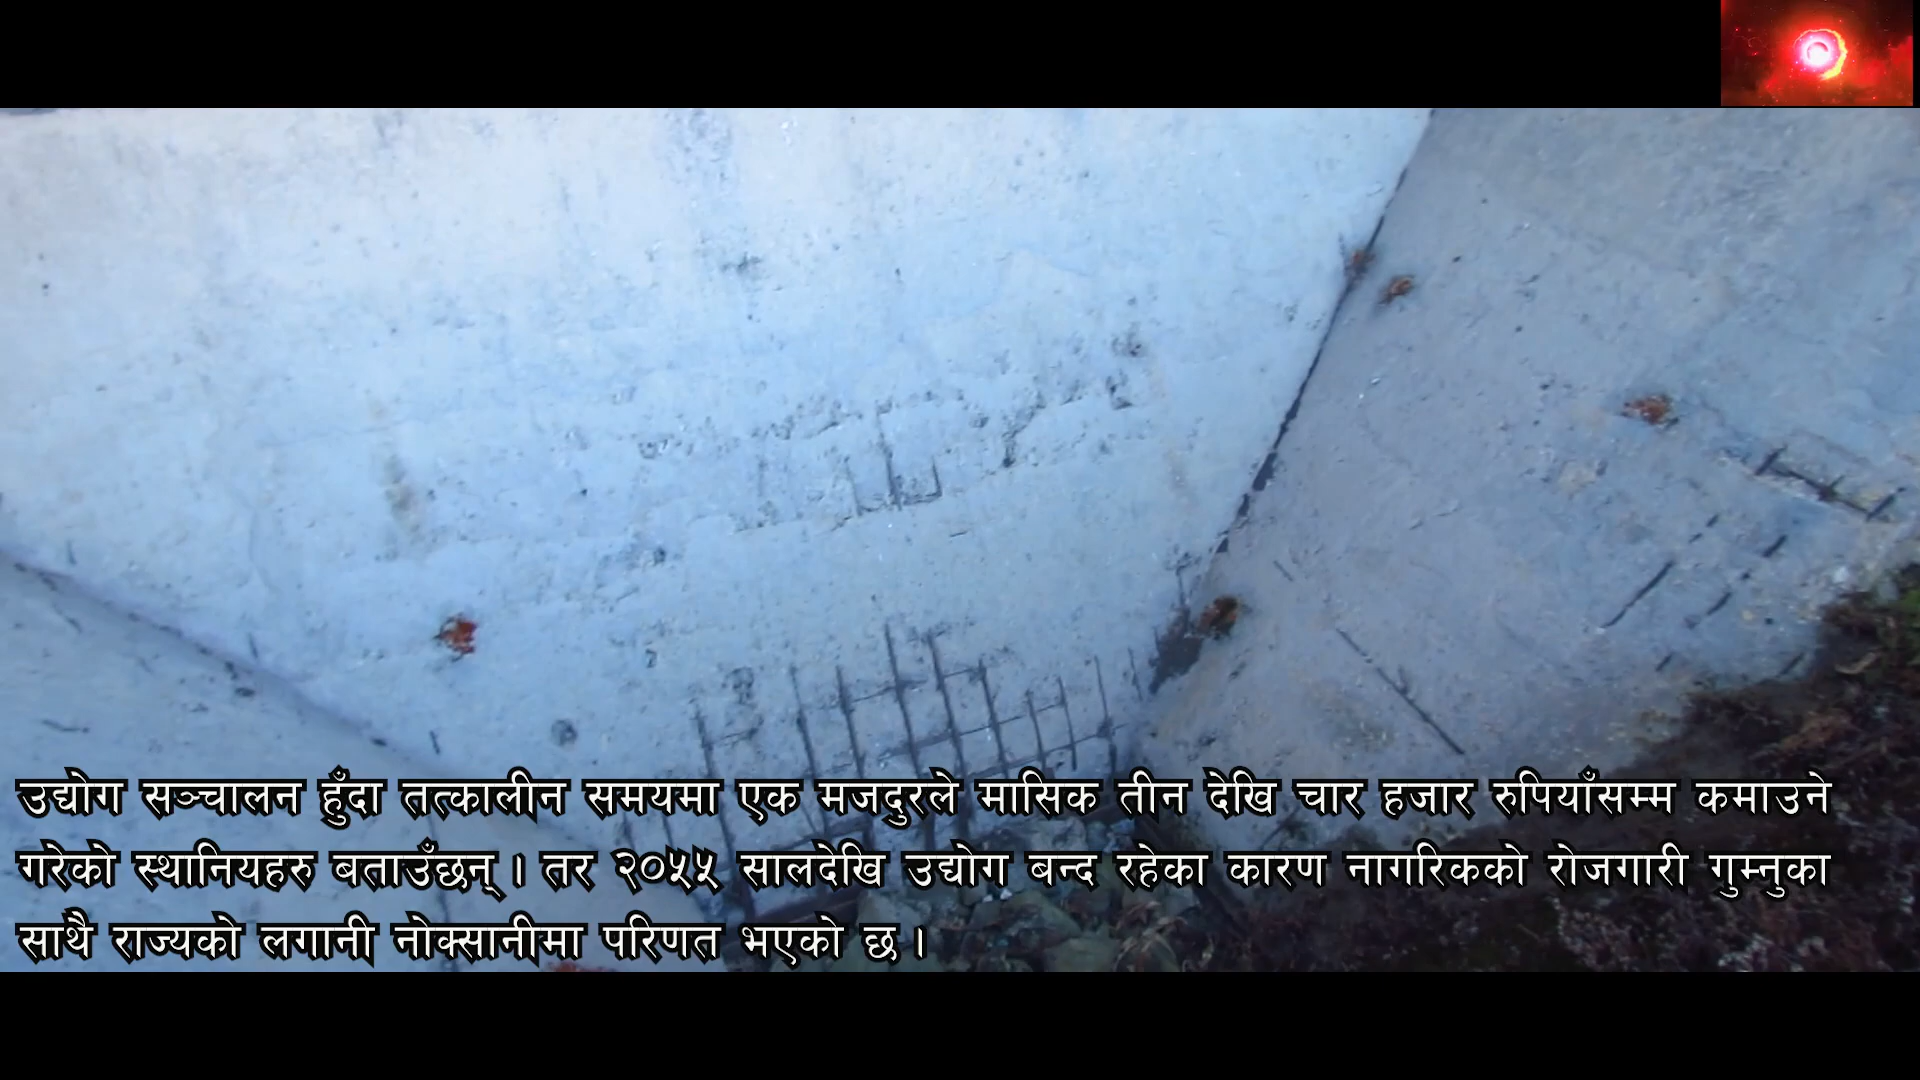 उद्योग सञ्चालन हुँदा तत्कालीन समयमा एक मजदुरले मासिक तीन देखि चार हजार रुपियाँसम्म कमाउने
गरेको स्थानियहरु बताउँछन् । तर २०५५ सालदेखि उद्योग बन्द रहेका कारण नागरिकको रोजगारी गुम्नुका
साथै राज्यको लगानी नोक्सानीमा परिणत भएको छ ।